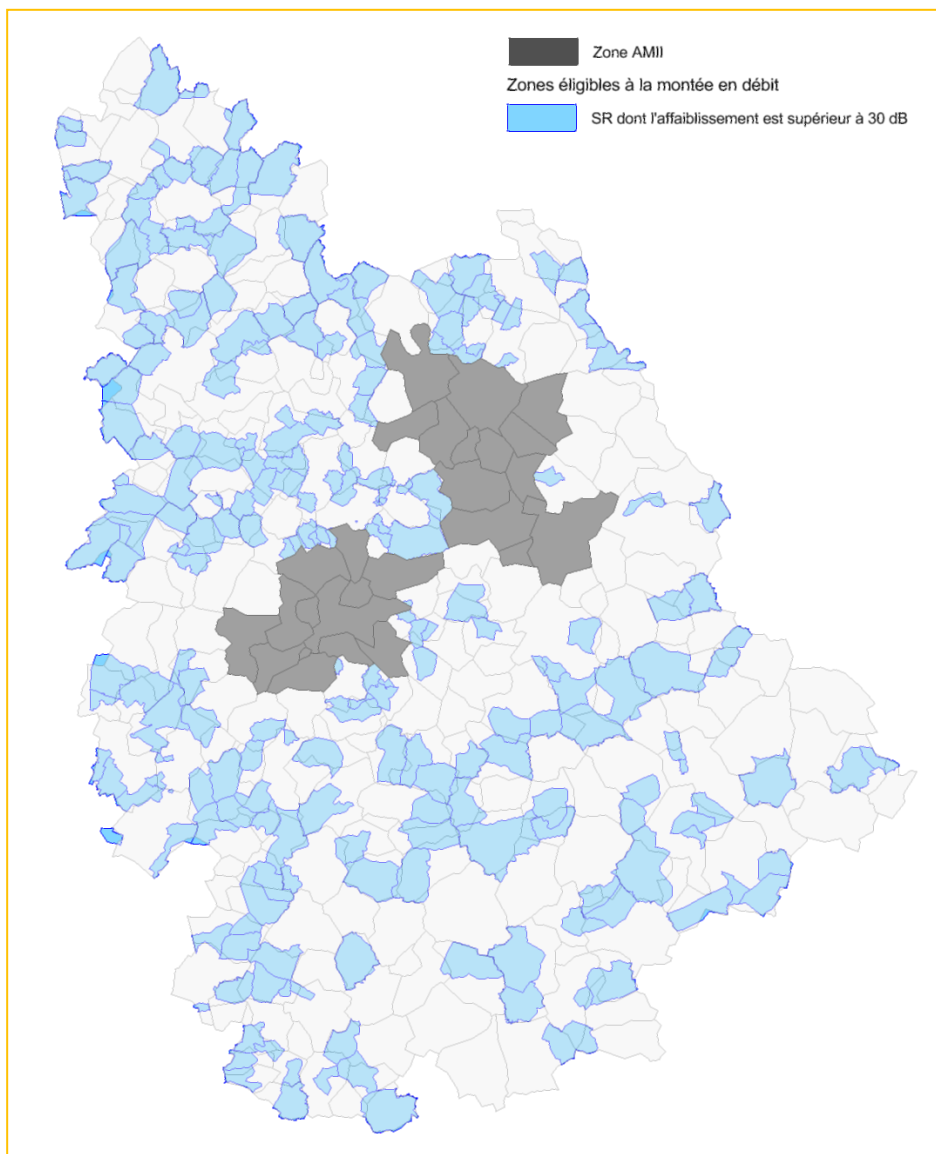 Zone AMII
Zones éligibles à la montée en débit
SR dont l'affaiblissement est supérieur à 30 dB